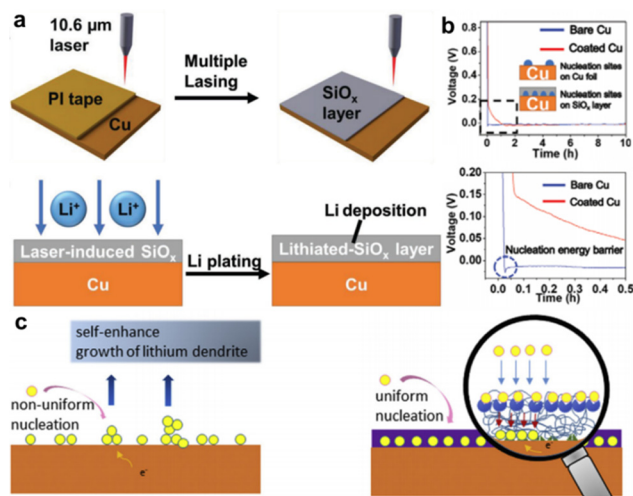 a
10.6 μm
laser
PI tape
Cu
Multiple
Lasing
SiOₓ
layer
Li⁺
Li⁺
Laser-induced SiOₓ
Cu
Li plating
Li deposition
Lithiated-SiOₓ layer
Cu
b
Bare Cu
Coated Cu
Nucleation sites
on Cu foil
Cu
Nucleation sites
on SiOₓ layer
Cu
Voltage (V)
0.8
0.6
0.4
0.2
0.0
0 2 4 6 8 10
Time (h)
Bare Cu
Coated Cu
Nucleation energy
barrier
Voltage (V)
0.20
0.15
0.10
0.05
0.00
0.0 0.1 0.2 0.3 0.4 0.5
Time (h)
c
self-enhance
growth of lithium dendrite
non-uniform
nucleation
e⁻
uniform
nucleation
e⁻